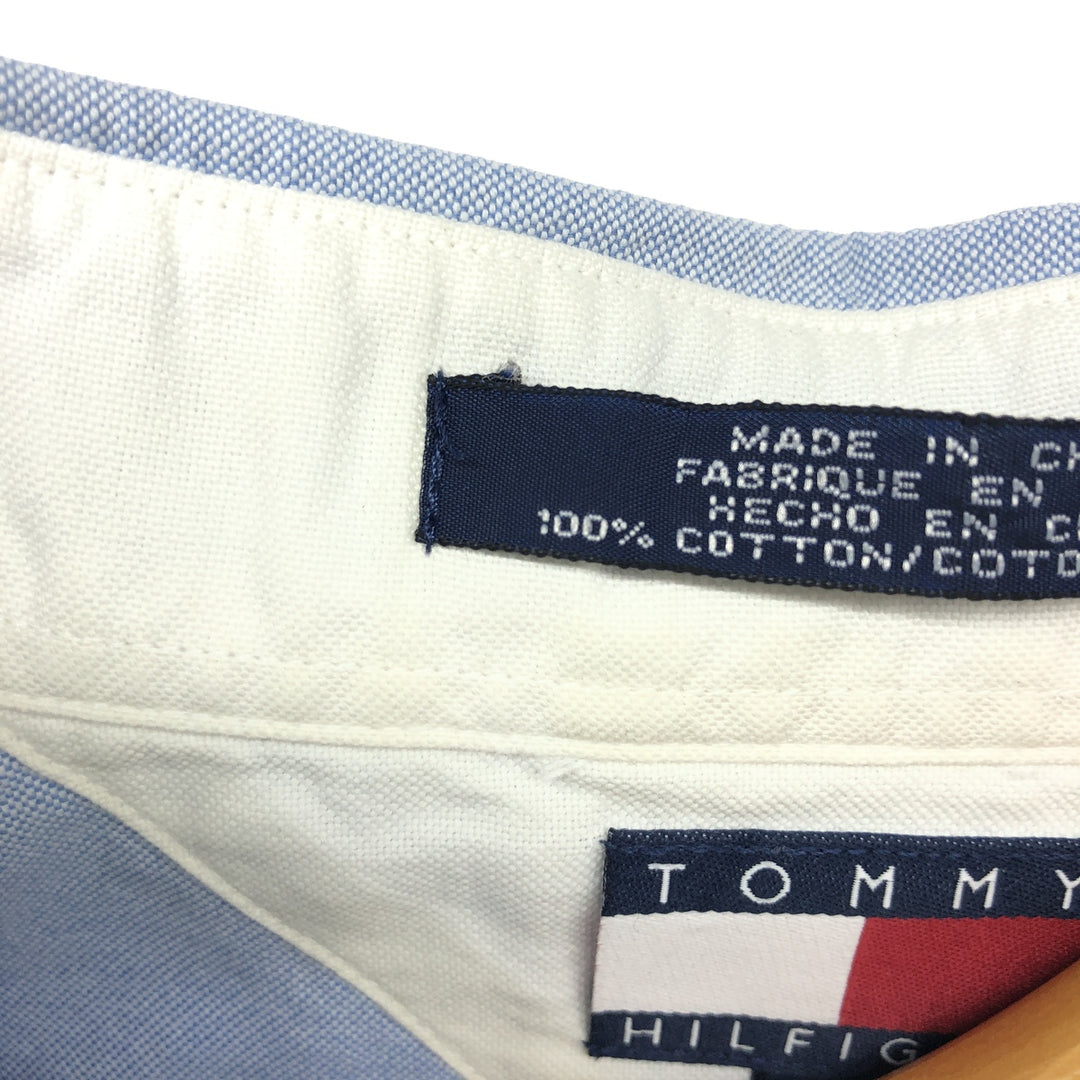 MADE IN CH
FABRIQUE EN
HECHO EN C
100% COTTON/COTO
TOMMY
HILFIG